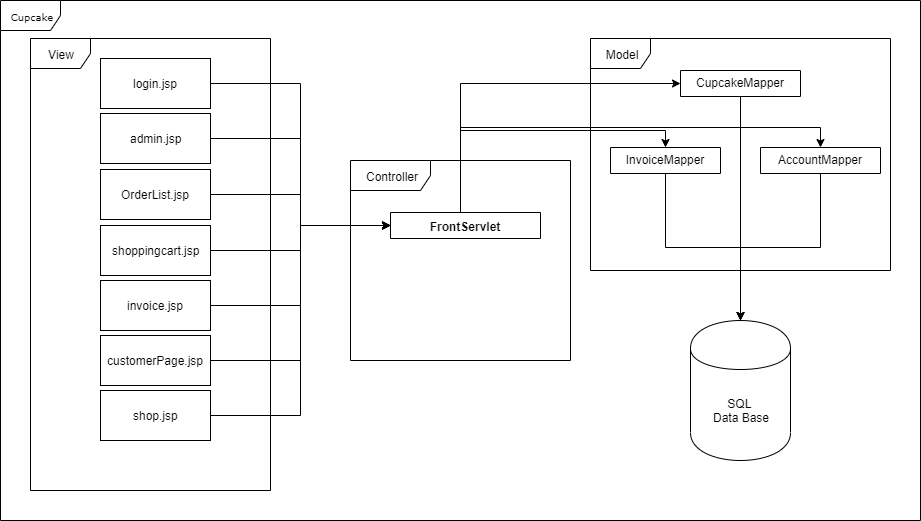 Cupcake
View
login.jsp
admin.jsp
OrderList.jsp
shoppingcart.jsp
invoice.jsp
customerPage.jsp
shop.jsp
Controller
FrontServlet
Model
CupcakeMapper
InvoiceMapper
AccountMapper
SQL
Data Base